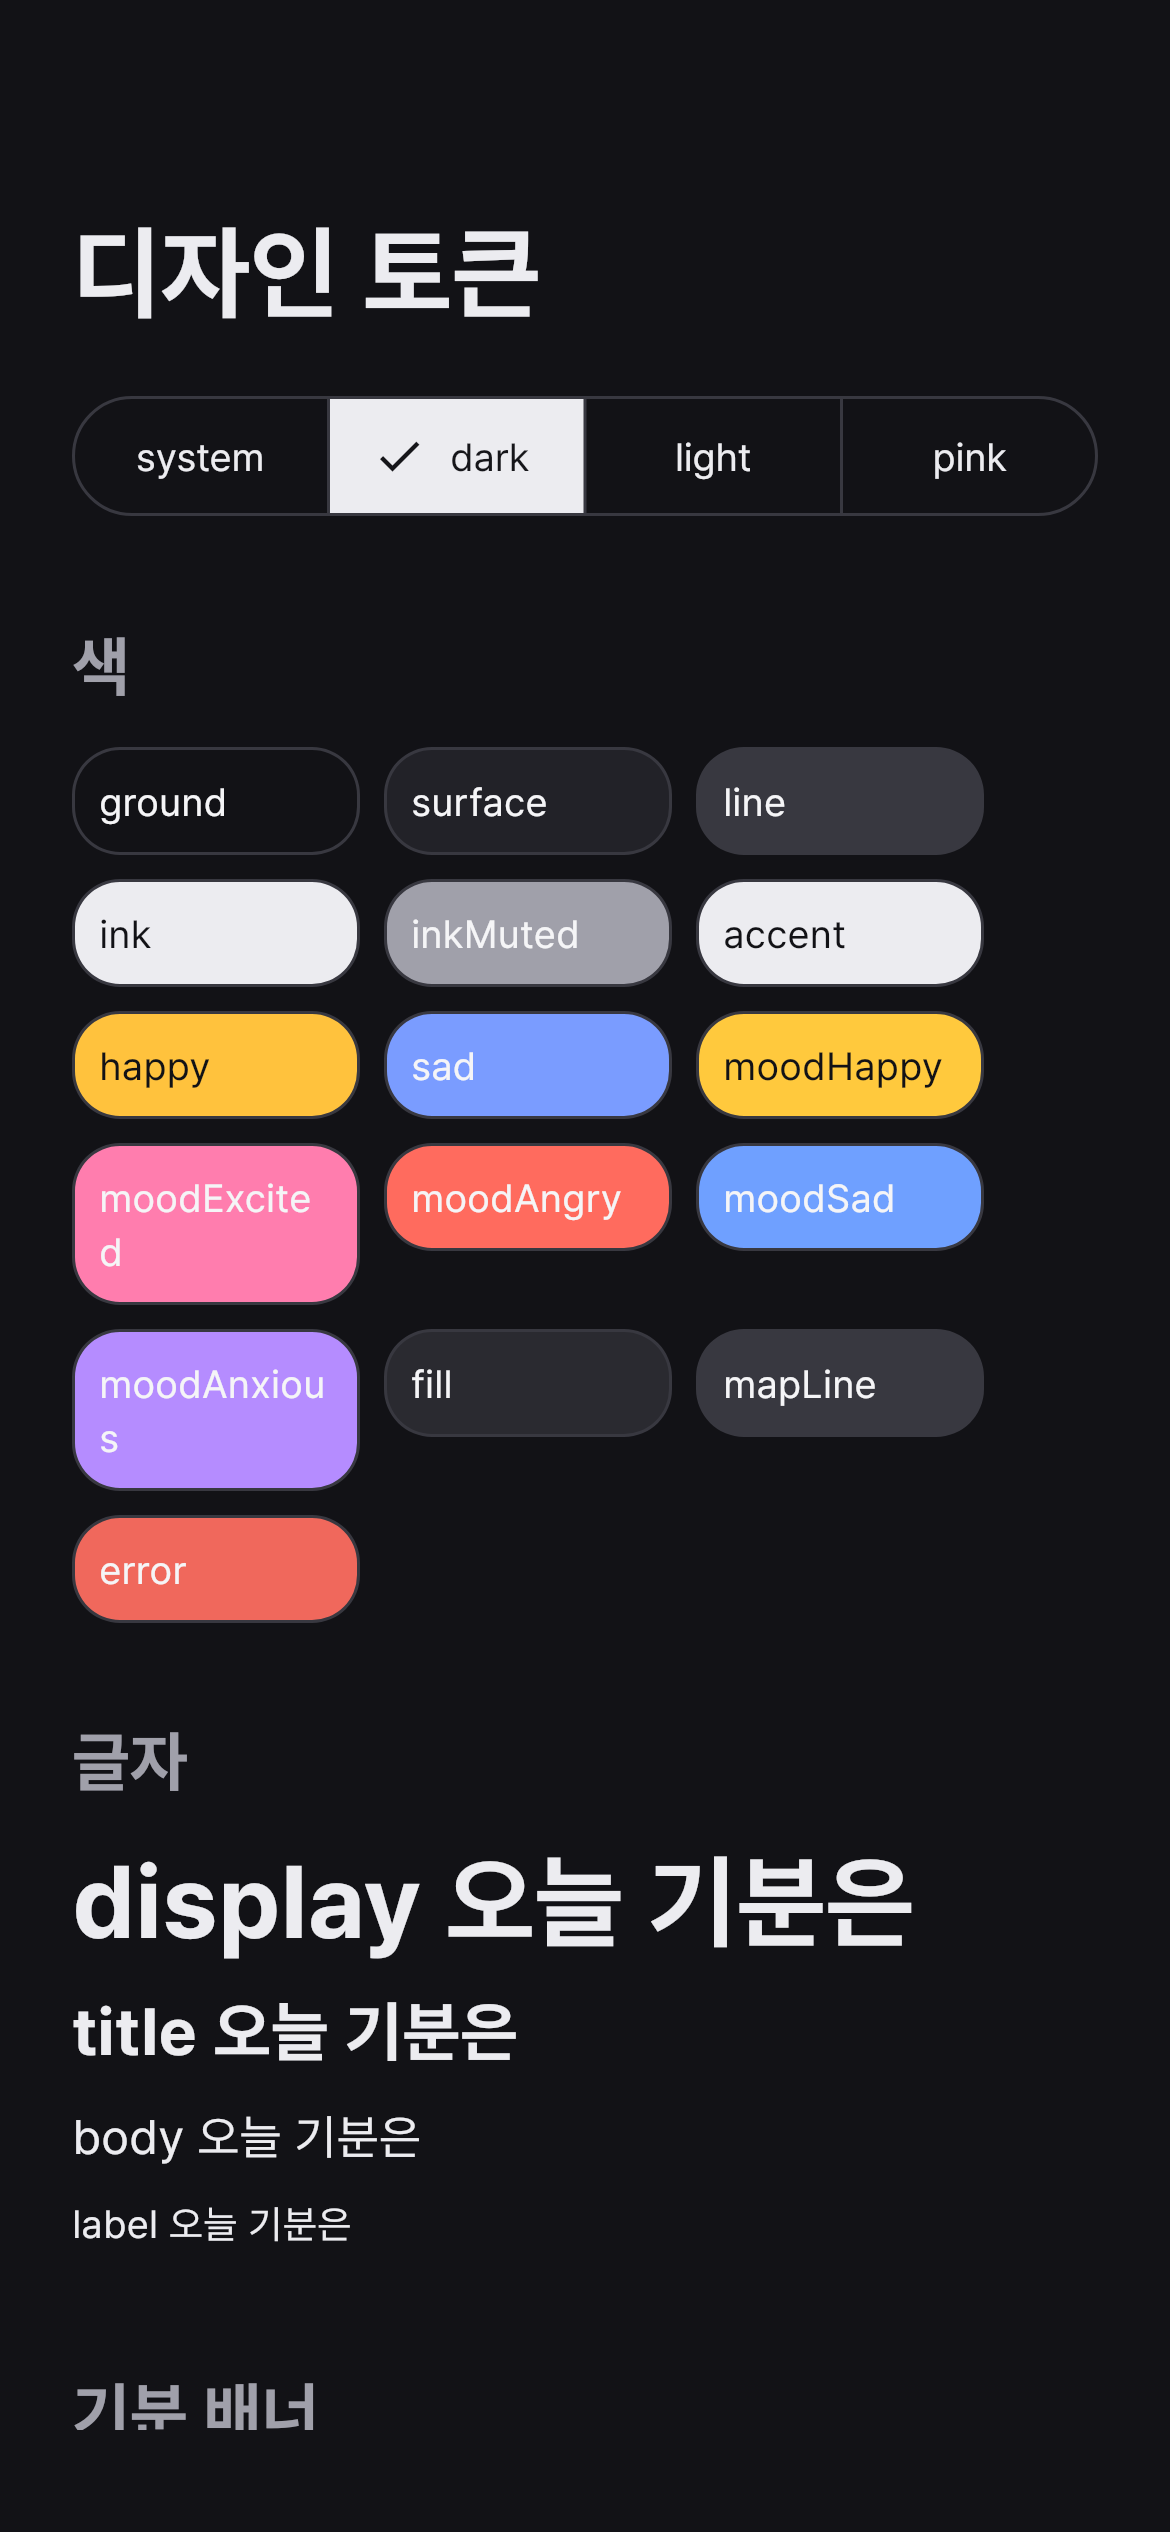 디자인 토큰
system dark light pink
색
ground surface line
ink inkMuted accent
happy sad moodHappy
moodExcite moodAngry moodSad
d
moodAnxiou fill mapLine
s
error
글자
display 오늘 기분은
title 오늘 기분은
body 오늘 기분은
label 오늘 기분은
기분 배너